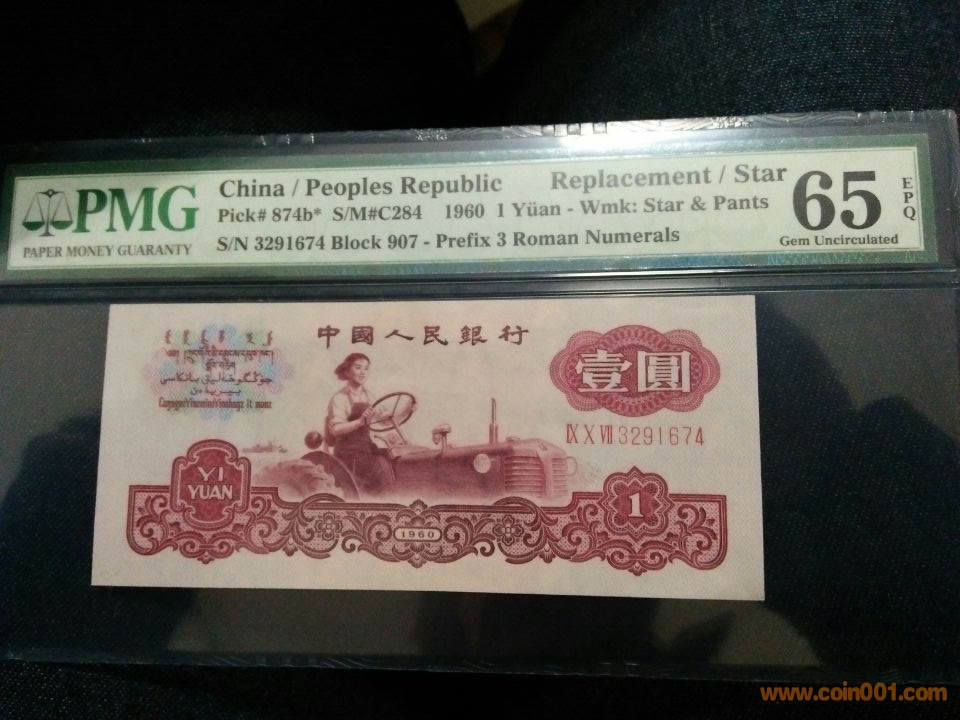 PMG
PAPER MONEY GUARANTY
China / Peoples Republic Replacement / Star
Pick# 874b* S/M#C284 1960 1 Yüan - Wmk: Star & Pants
S/N 3291674 Block 907 - Prefix 3 Roman Numerals
65
EPQ
Gem Uncirculated
中國人民銀行
壹圓
ⅨⅩⅦ 3291674
YI
YUAN
1
1960
www.coin001.com